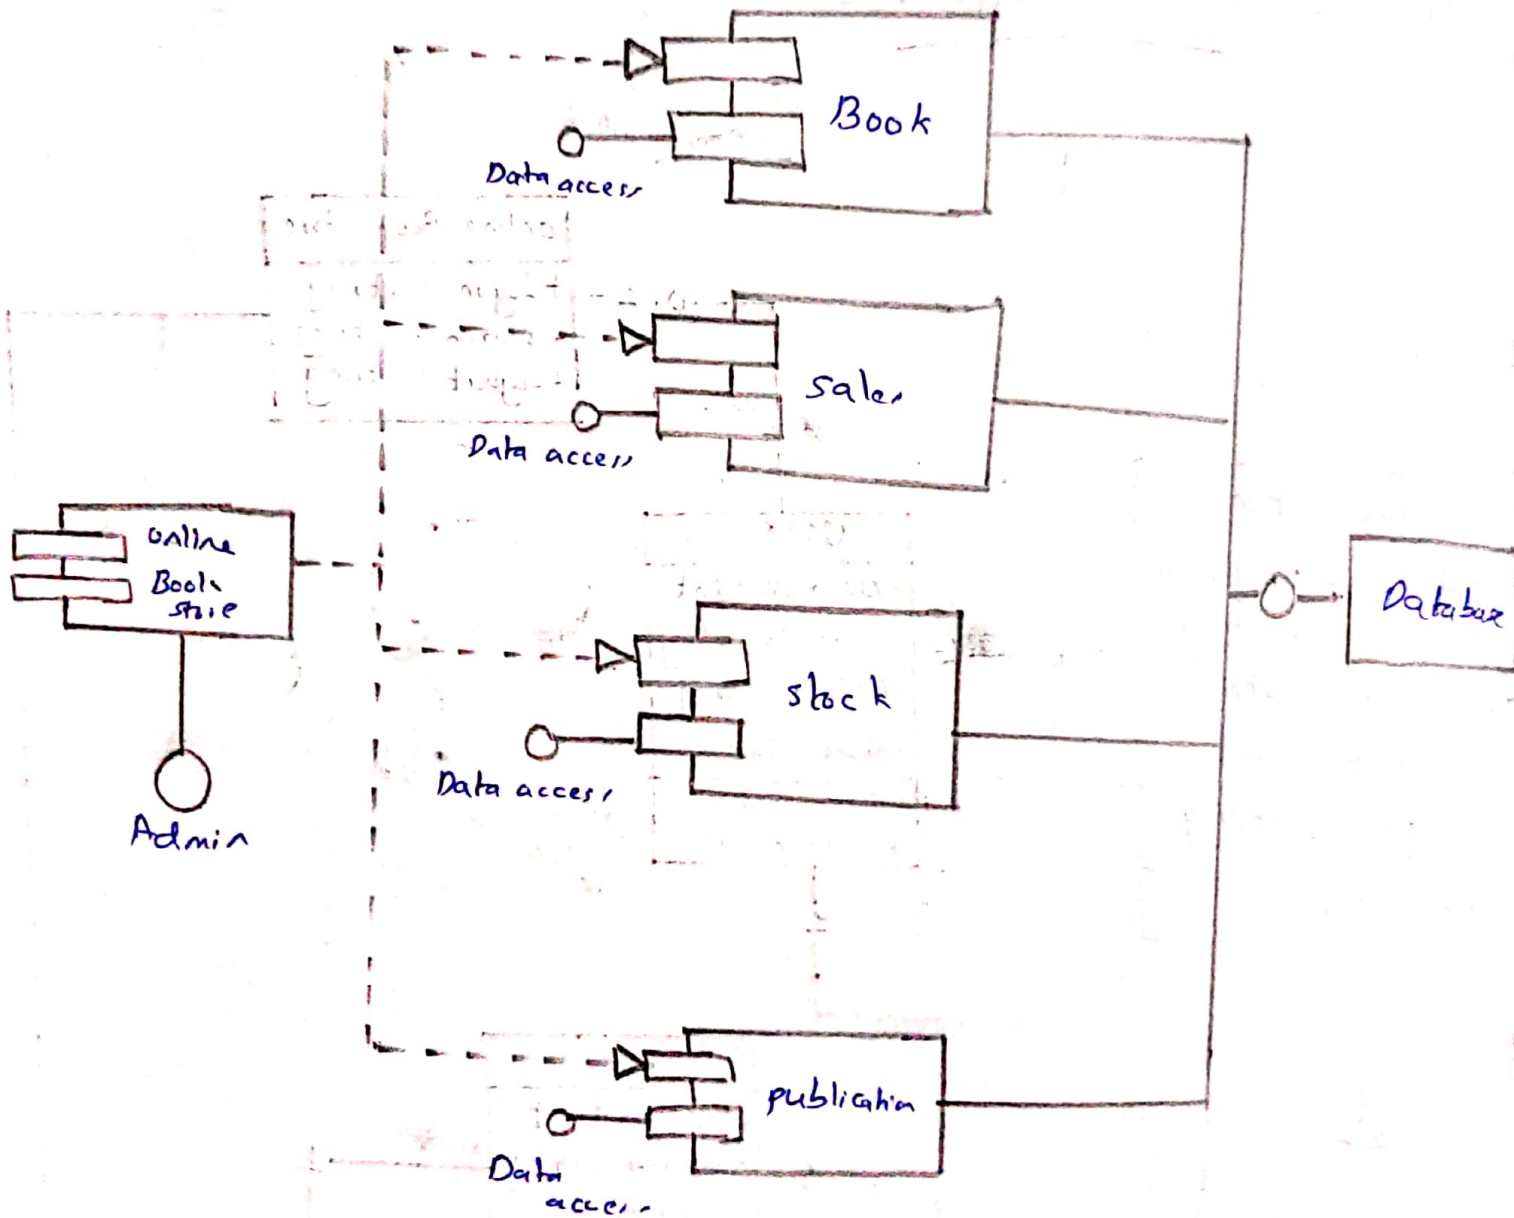 Book
Data access
sales
Data access
online
Book
store
Admin
stock
Data access
Database
publication
Data
access